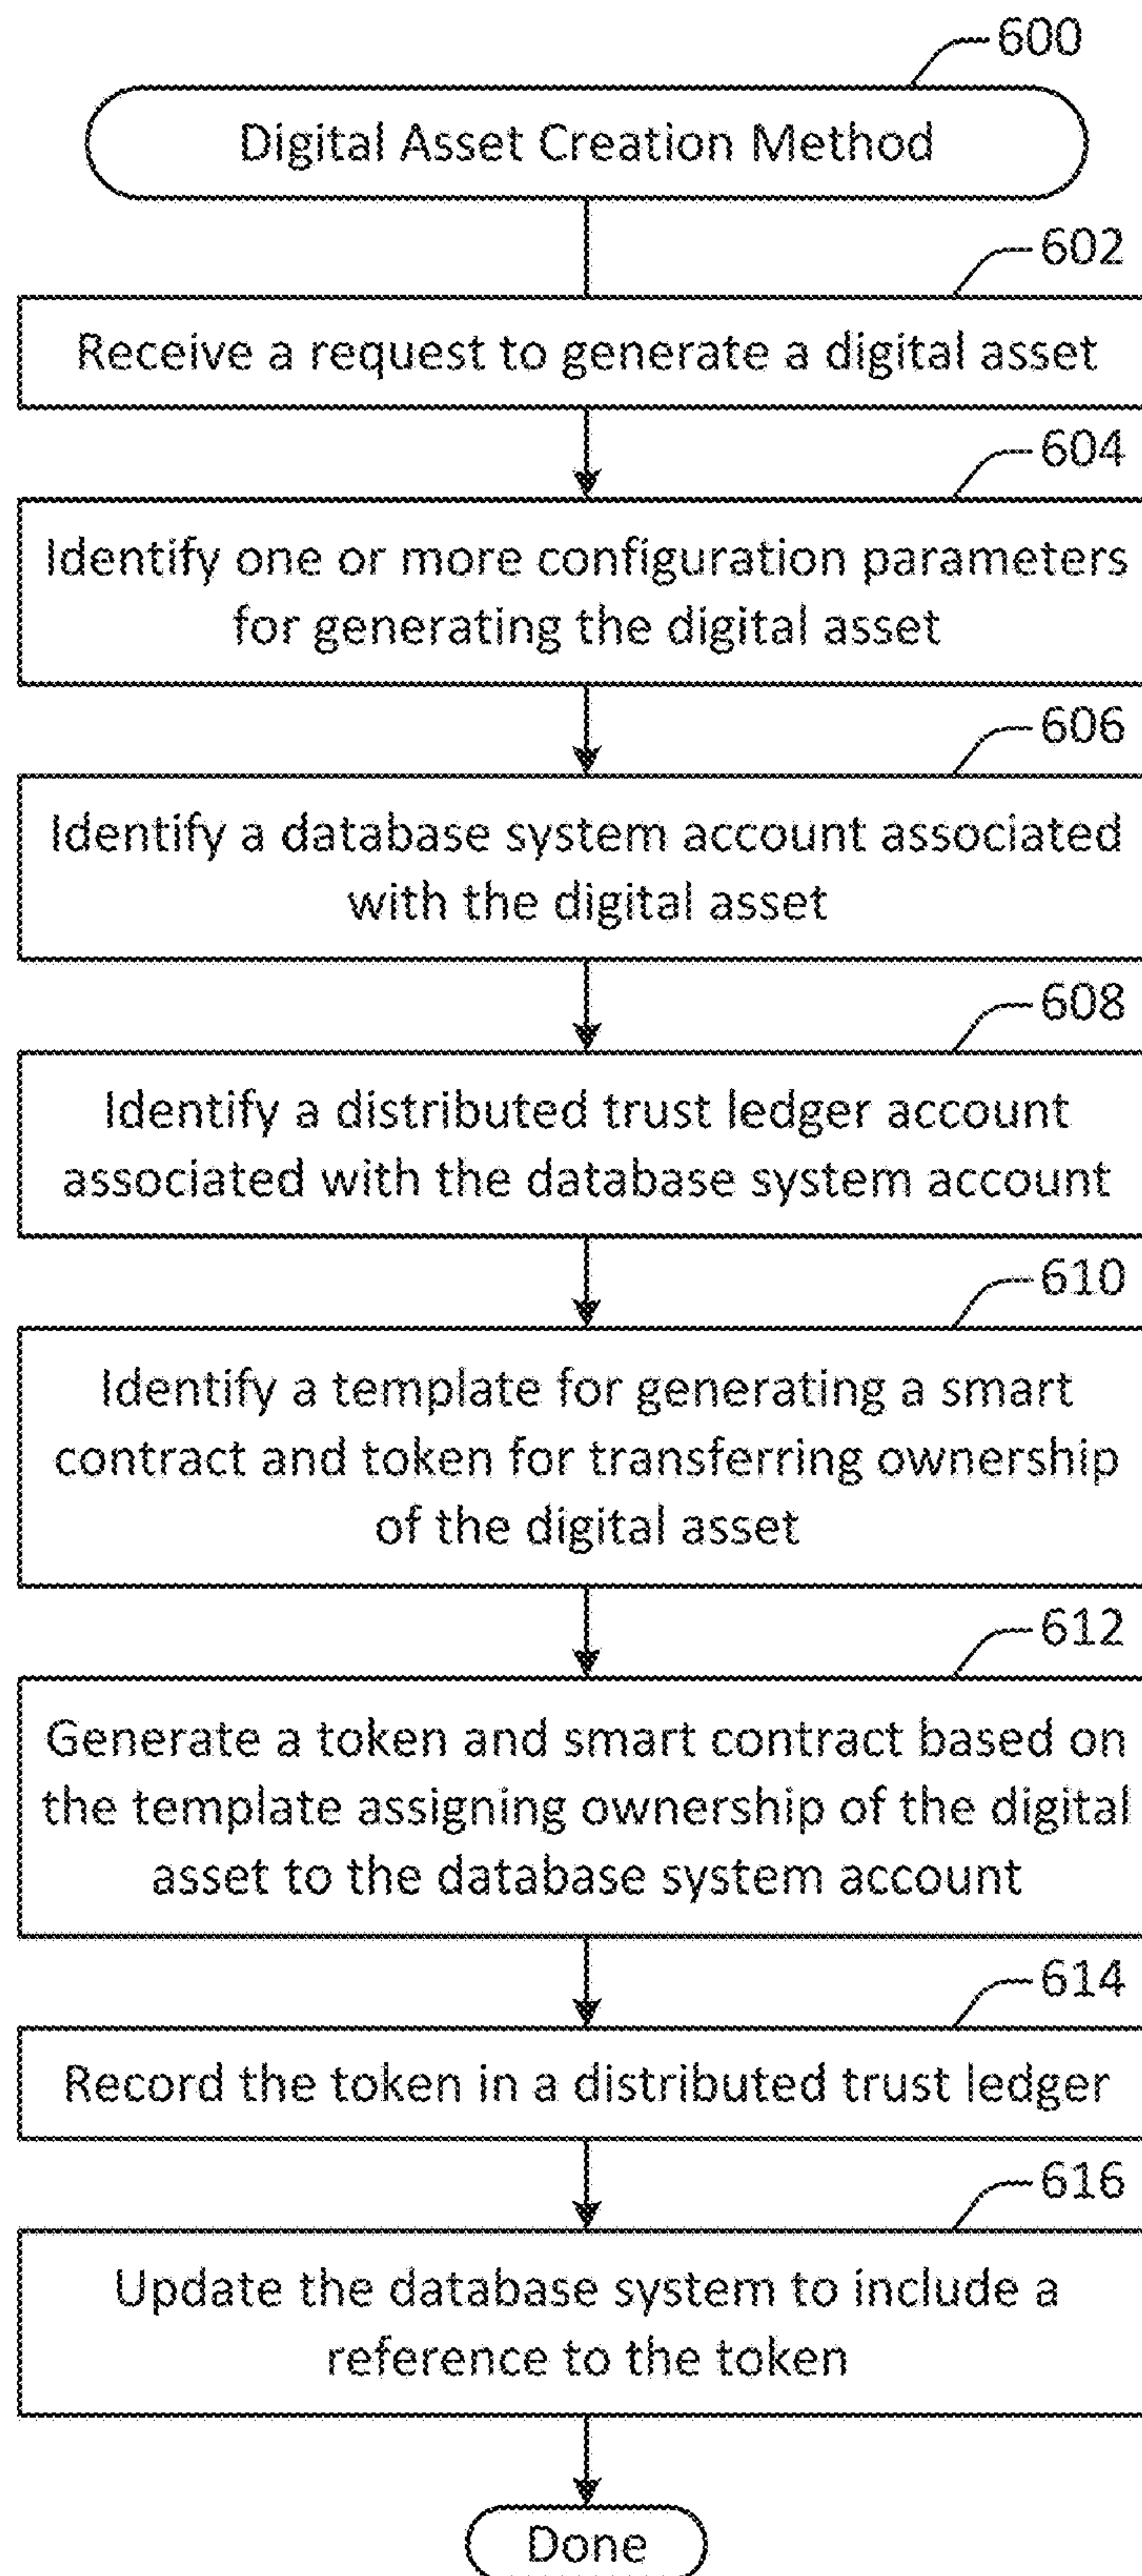 600
Digital Asset Creation Method
602
Receive a request to generate a digital asset
604
Identify one or more configuration parameters
for generating the digital asset
606
Identify a database system account associated
with the digital asset
608
Identify a distributed trust ledger account
associated with the database system account
610
Identify a template for generating a smart
contract and token for transferring ownership
of the digital asset
612
Generate a token and smart contract based on
the template assigning ownership of the digital
asset to the database system account
614
Record the token in a distributed trust ledger
616
Update the database system to include a
reference to the token
Done